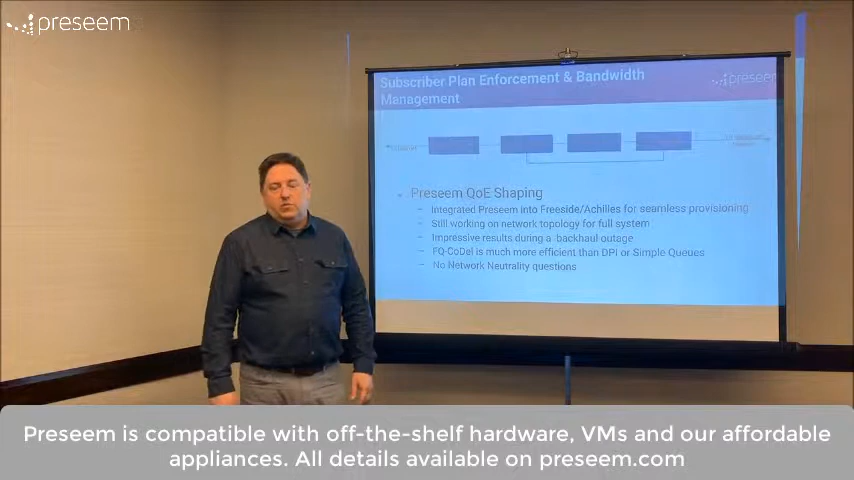 preseem
Subscriber Plan Enforcement & Bandwidth
Management
preseem
Preseem QoE Shaping
– Integrated Preseem into Freeside/Achilles for seamless provisioning
– Still working on network topology for full system
– Impressive results during a backhaul outage
– FQ-CoDel is much more efficient than DPI or Simple Queues
– No Network Neutrality questions
Preseem is compatible with off-the-shelf hardware, VMs and our affordable
appliances. All details available on preseem.com